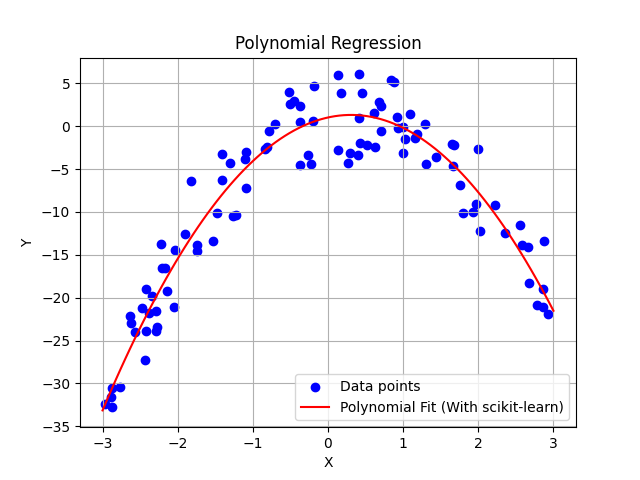 Polynomial Regression
5
0
−5
−10
−15
−20
−25
−30
−35
Y
Data points
Polynomial Fit (With scikit-learn)
−3 −2 −1 0 1 2 3
X